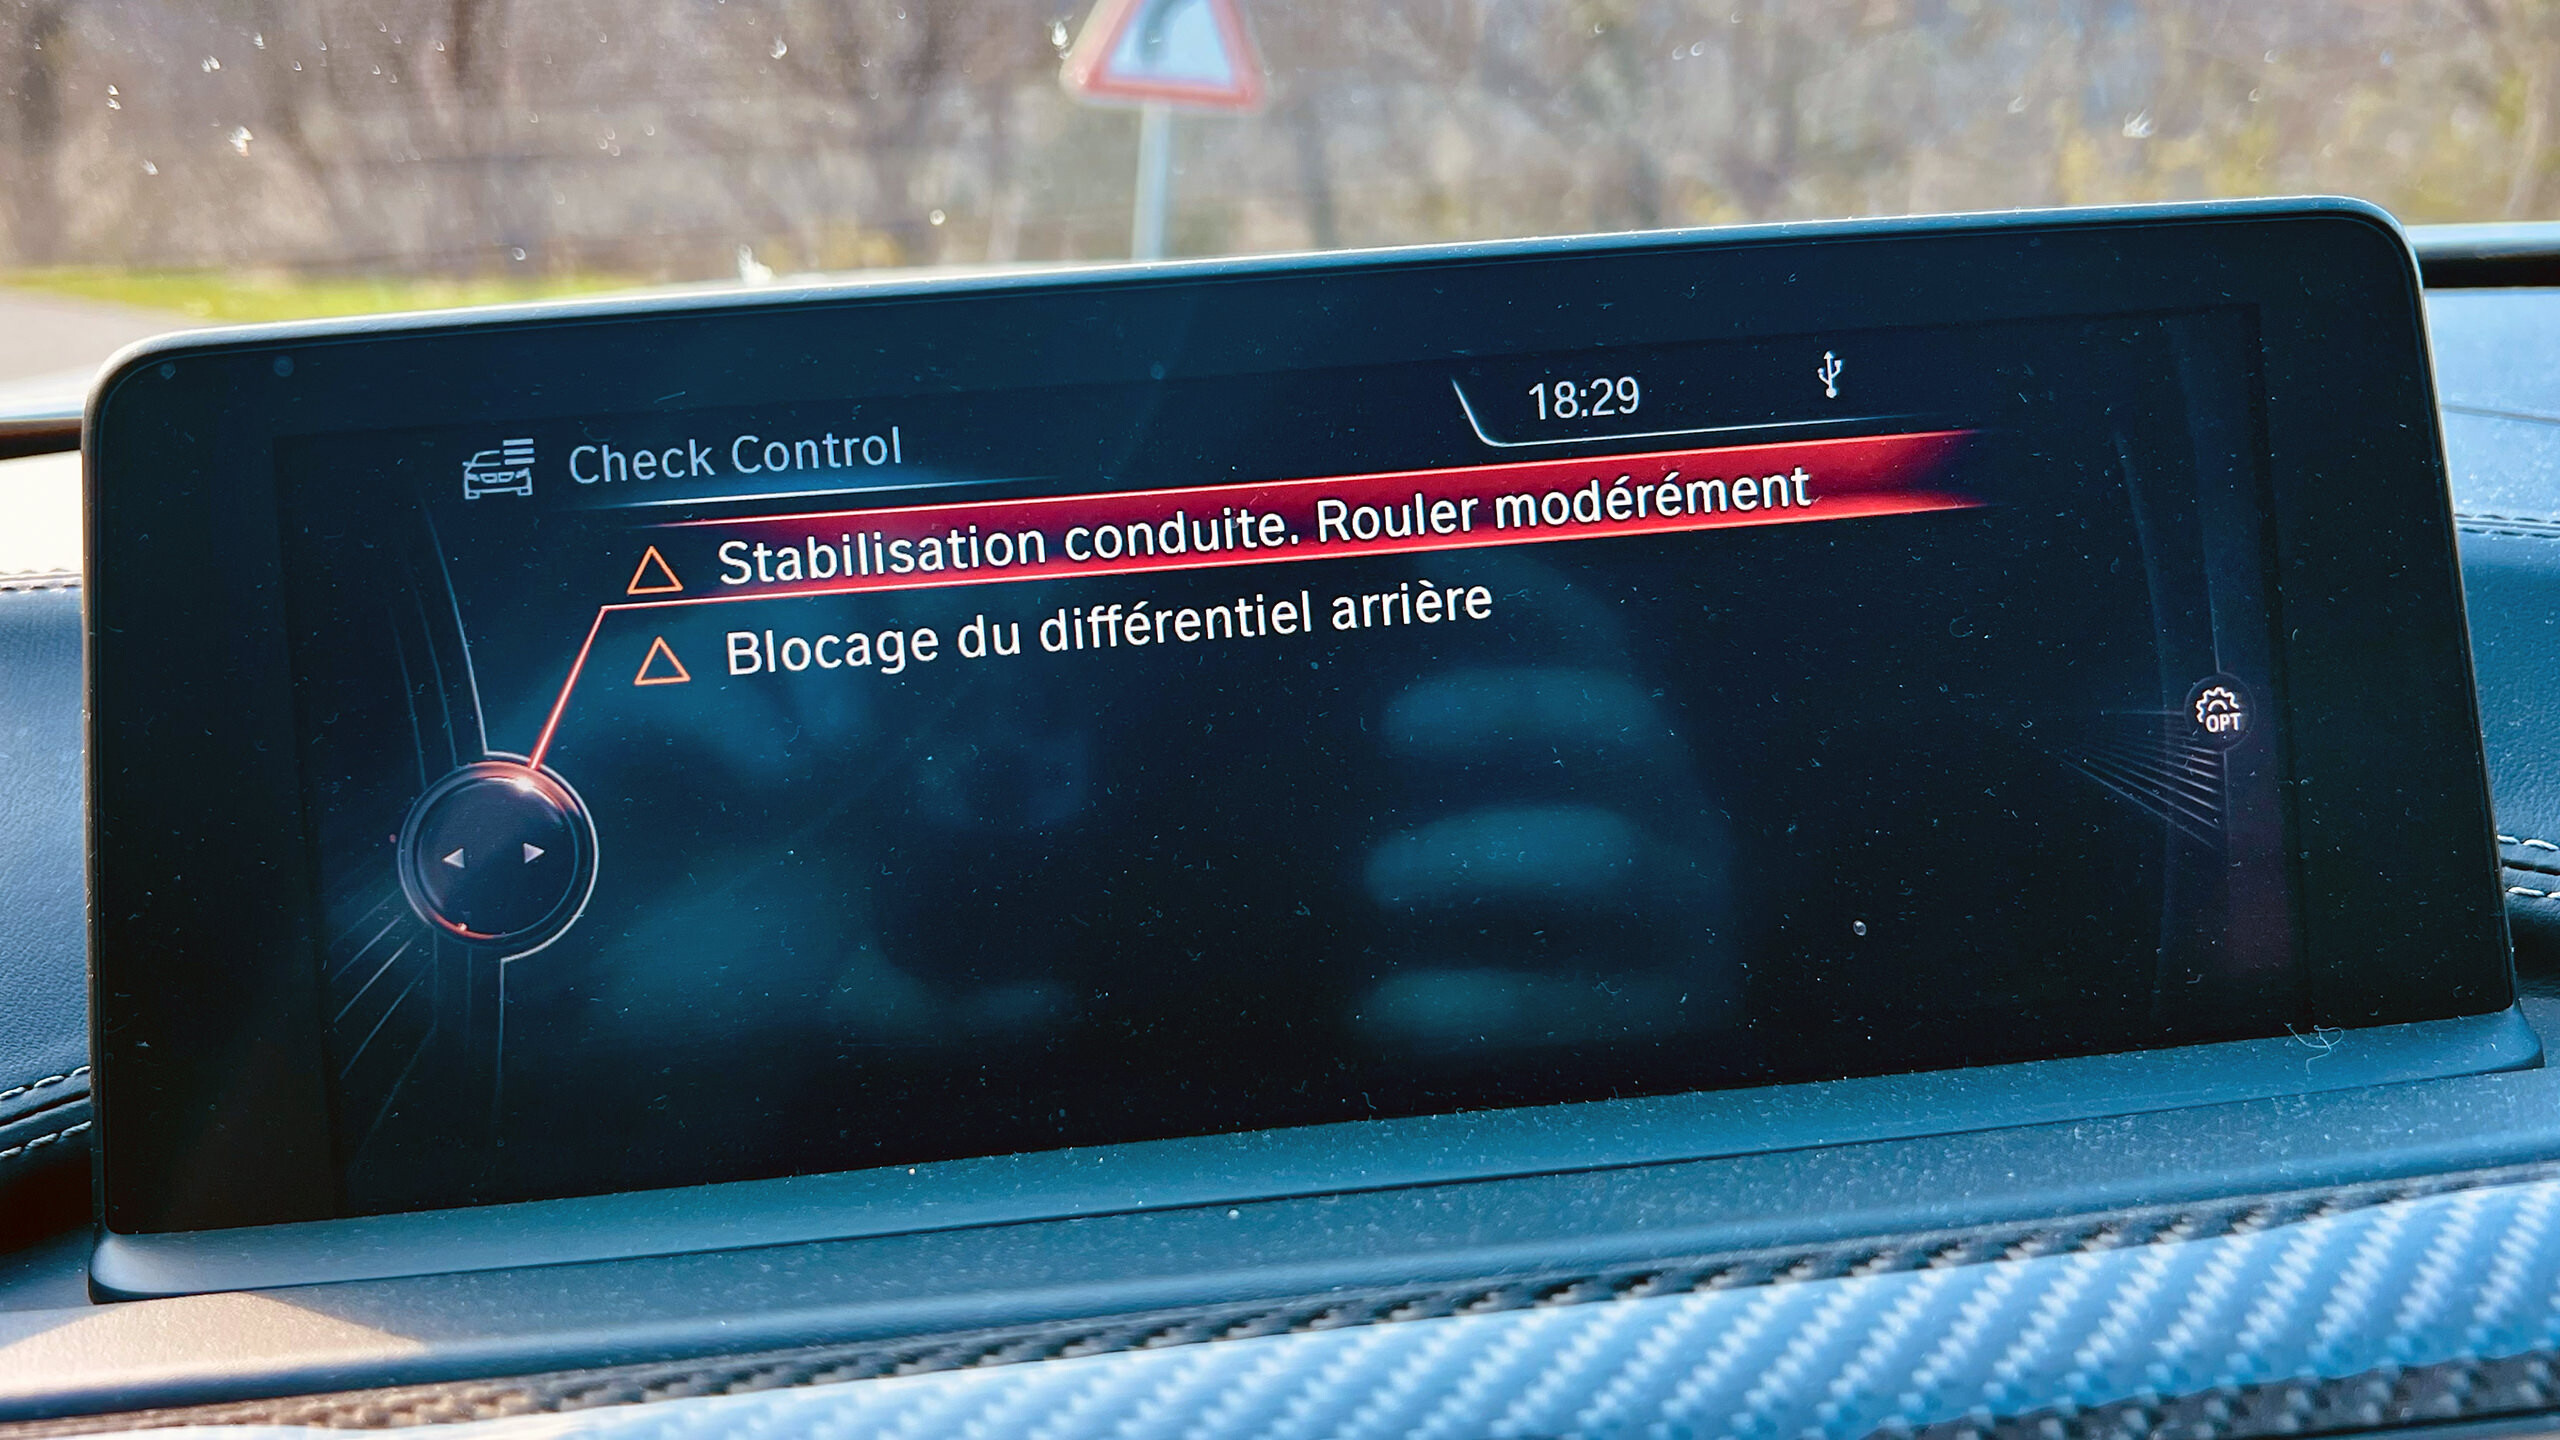 18:29
Check Control
Stabilisation conduite. Rouler modérément
Blocage du différentiel arrière
OPT